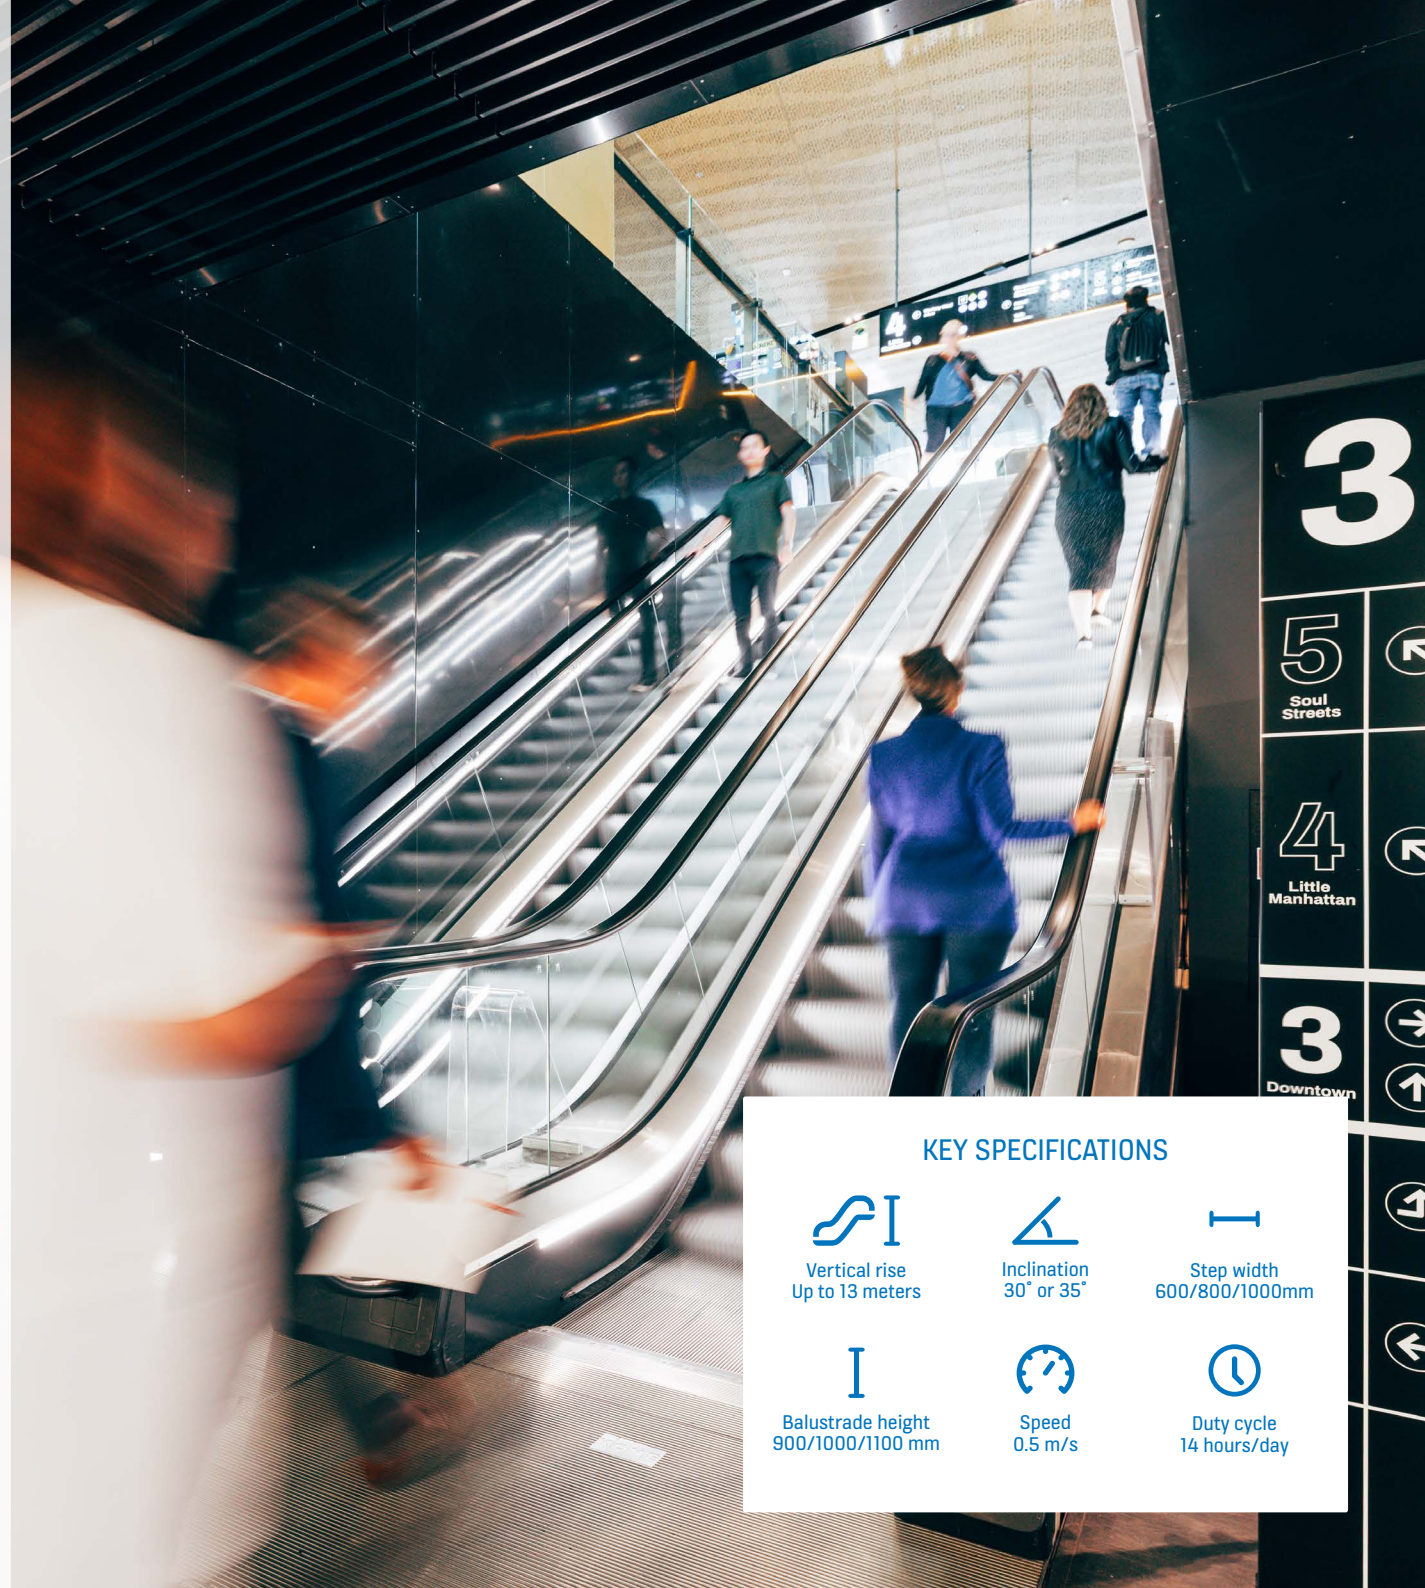 4
3
5
Soul
Streets
4
Little
Manhattan
3
Downtown
KEY SPECIFICATIONS
Vertical rise
Up to 13 meters
Inclination
30° or 35°
Step width
600/800/1000mm
Balustrade height
900/1000/1100 mm
Speed
0.5 m/s
Duty cycle
14 hours/day